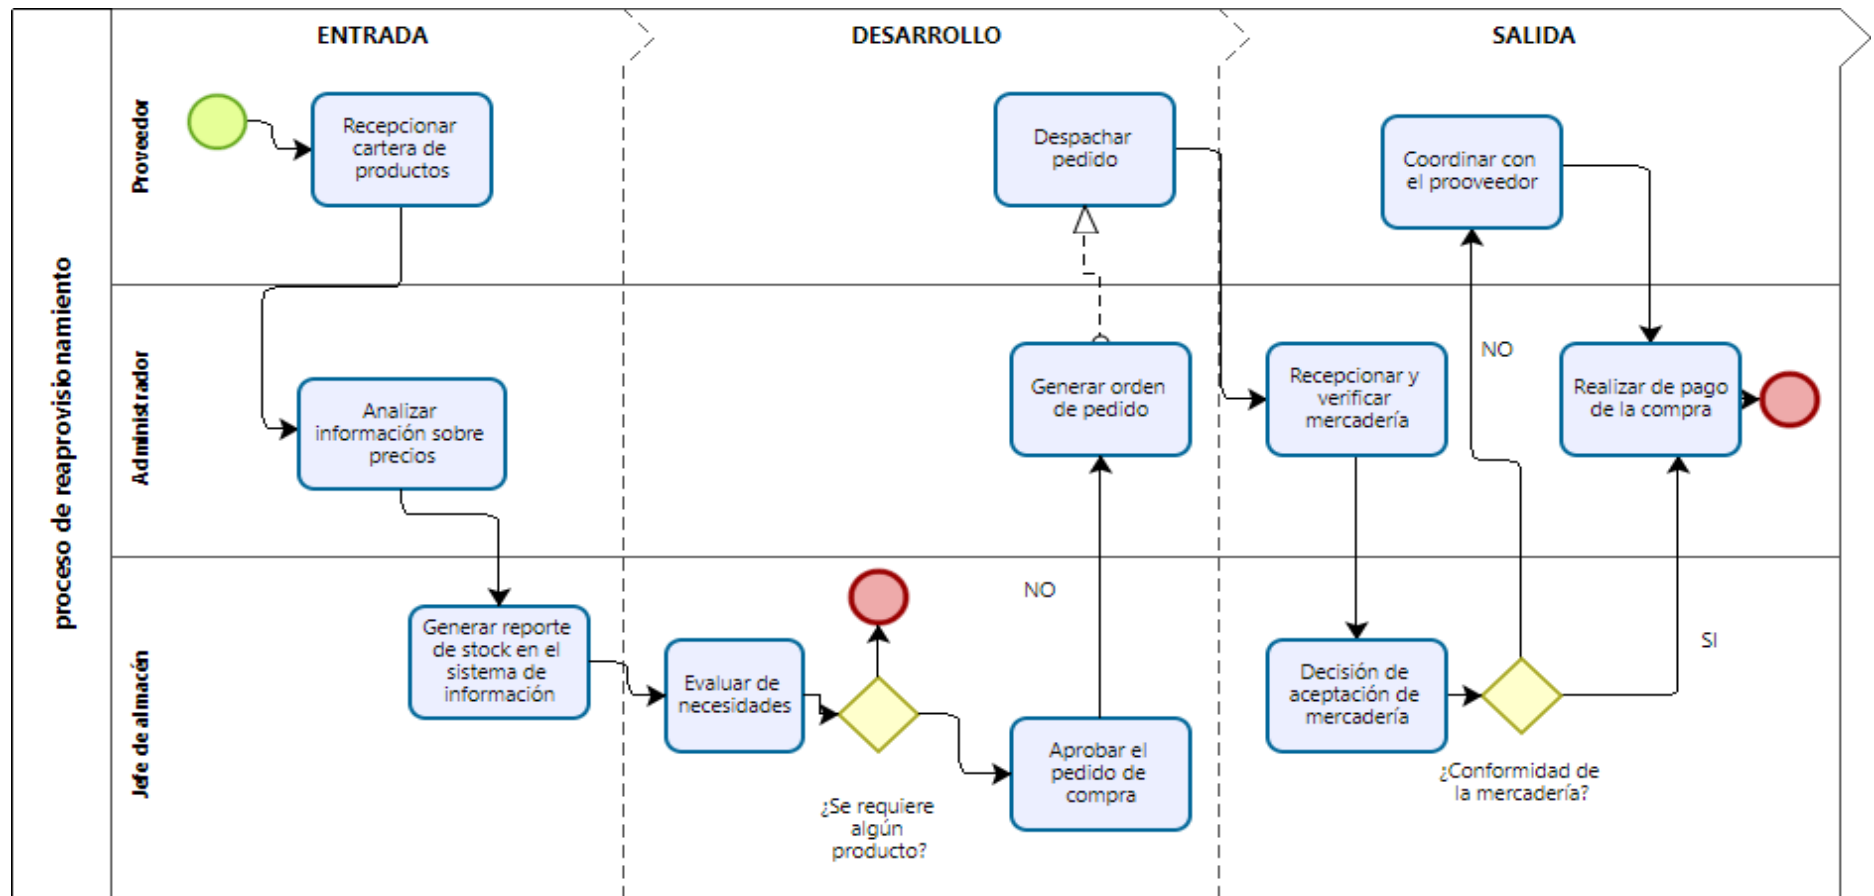 ENTRADA
DESARROLLO
SALIDA
proceso de reaprovisionamiento
Proveedor
Recepcionar
cartera de
productos
Despachar
pedido
Coordinar con
el prooveedor
Administrador
Analizar
información sobre
precios
Generar orden
de pedido
Recepcionar y
verificar
mercadería
NO
Realizar de pago
de la compra
Jefe de almacén
Generar reporte
de stock en el
sistema de
información
Evaluar de
necesidades
¿Se requiere
algún
producto?
NO
Aprobar el
pedido de
compra
Decisión de
aceptación de
mercadería
¿Conformidad de
la mercadería?
SI